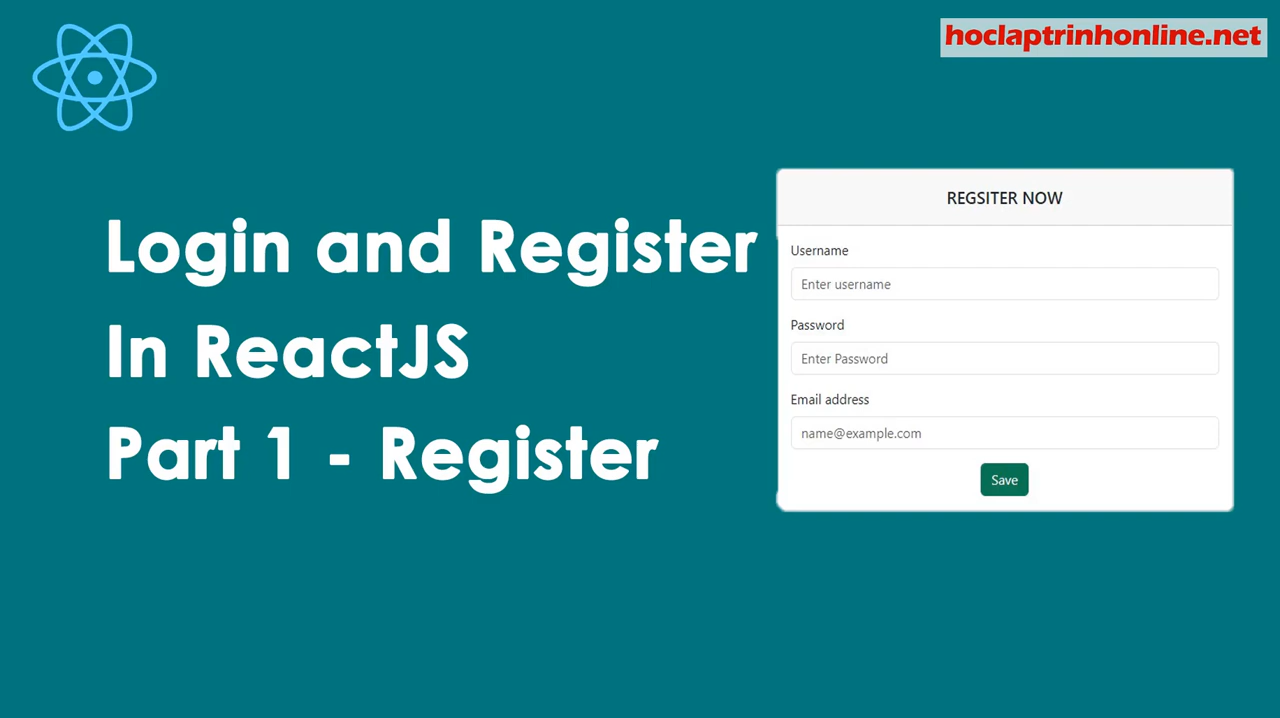 hoclaptrinhonline.net
Login and Register
In ReactJS
Part 1 - Register
REGSITER NOW
Username
Enter username
Password
Enter Password
Email address
name@example.com
Save